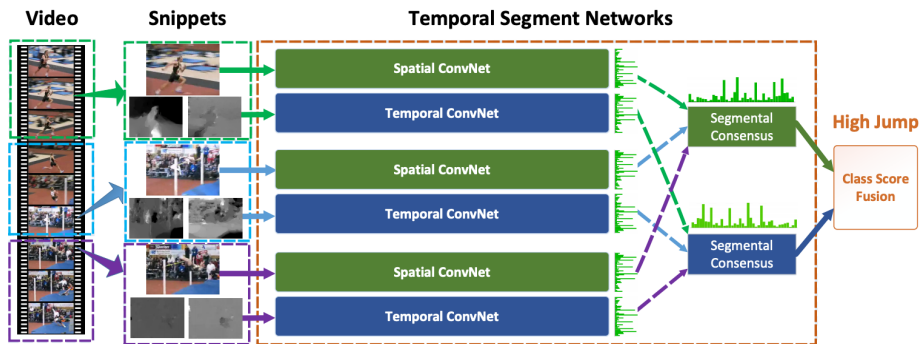 Video
Snippets
Temporal Segment Networks
Spatial ConvNet
Temporal ConvNet
Spatial ConvNet
Temporal ConvNet
Spatial ConvNet
Temporal ConvNet
Segmental
Consensus
Segmental
Consensus
High Jump
Class Score
Fusion